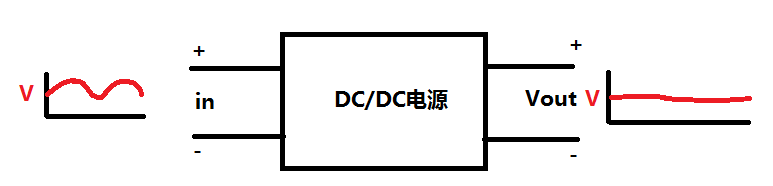 +
+
V
in
DC/DC电源
Vout
V
-
-